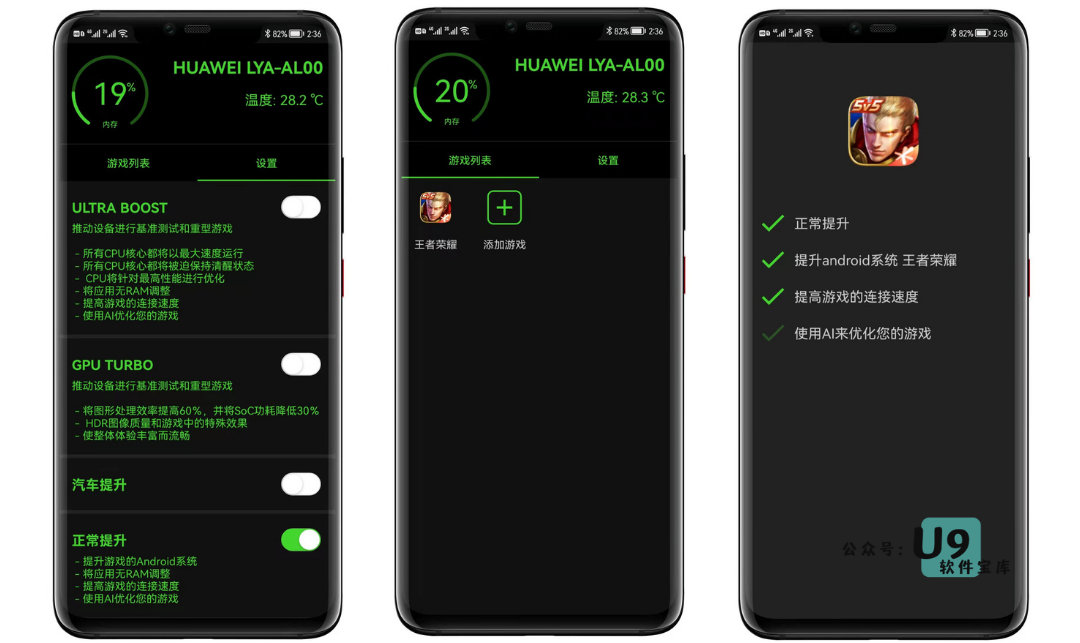 82% 2:36
19%
内存
HUAWEI LYA-AL00
温度: 28.2 ℃
游戏列表 设置
ULTRA BOOST
推动设备进行基准测试和重型游戏
- 所有CPU核心都将以最大速度运行
- 所有CPU核心都将被迫保持清醒状态
- CPU将针对最高性能进行优化
- 将应用无RAM调整
- 提高游戏的连接速度
- 使用AI优化您的游戏
GPU TURBO
推动设备进行基准测试和重型游戏
- 将图形处理效率提高60%，并将SoC功耗降低30%
- HDR图像质量和游戏中的特殊效果
- 使整体体验丰富而流畅
汽车提升
正常提升
- 提升游戏的Android系统
- 将应用无RAM调整
- 提高游戏的连接速度
- 使用AI优化您的游戏
82% 2:36
20%
内存
HUAWEI LYA-AL00
温度: 28.3 ℃
游戏列表 设置
5v5
王者荣耀 添加游戏
82% 2:36
5v5
正常提升
提升android系统 王者荣耀
提高游戏的连接速度
使用AI来优化您的游戏
公众号: U9
软件宝库